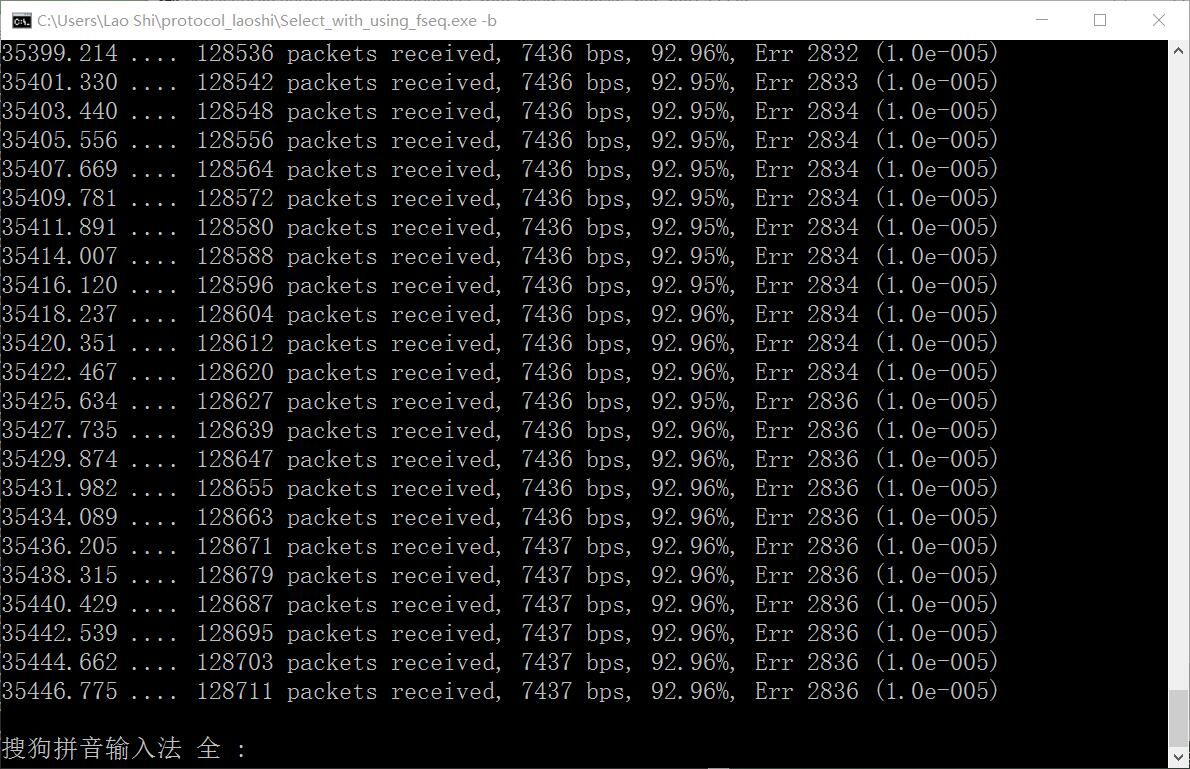 C:\Users\Lao Shi\protocol_laoshi\Select_with_using_fseq.exe -b
35399.214 .... 128536 packets received, 7436 bps, 92.96%, Err 2832 (1.0e-005)
35401.330 .... 128542 packets received, 7436 bps, 92.95%, Err 2833 (1.0e-005)
35403.440 .... 128548 packets received, 7436 bps, 92.95%, Err 2834 (1.0e-005)
35405.556 .... 128556 packets received, 7436 bps, 92.95%, Err 2834 (1.0e-005)
35407.669 .... 128564 packets received, 7436 bps, 92.95%, Err 2834 (1.0e-005)
35409.781 .... 128572 packets received, 7436 bps, 92.95%, Err 2834 (1.0e-005)
35411.891 .... 128580 packets received, 7436 bps, 92.95%, Err 2834 (1.0e-005)
35414.007 .... 128588 packets received, 7436 bps, 92.95%, Err 2834 (1.0e-005)
35416.120 .... 128596 packets received, 7436 bps, 92.95%, Err 2834 (1.0e-005)
35418.237 .... 128604 packets received, 7436 bps, 92.96%, Err 2834 (1.0e-005)
35420.351 .... 128612 packets received, 7436 bps, 92.96%, Err 2834 (1.0e-005)
35422.467 .... 128620 packets received, 7436 bps, 92.96%, Err 2834 (1.0e-005)
35425.634 .... 128627 packets received, 7436 bps, 92.95%, Err 2836 (1.0e-005)
35427.735 .... 128639 packets received, 7436 bps, 92.96%, Err 2836 (1.0e-005)
35429.874 .... 128647 packets received, 7436 bps, 92.96%, Err 2836 (1.0e-005)
35431.982 .... 128655 packets received, 7436 bps, 92.96%, Err 2836 (1.0e-005)
35434.089 .... 128663 packets received, 7436 bps, 92.96%, Err 2836 (1.0e-005)
35436.205 .... 128671 packets received, 7437 bps, 92.96%, Err 2836 (1.0e-005)
35438.315 .... 128679 packets received, 7437 bps, 92.96%, Err 2836 (1.0e-005)
35440.429 .... 128687 packets received, 7437 bps, 92.96%, Err 2836 (1.0e-005)
35442.539 .... 128695 packets received, 7437 bps, 92.96%, Err 2836 (1.0e-005)
35444.662 .... 128703 packets received, 7437 bps, 92.96%, Err 2836 (1.0e-005)
35446.775 .... 128711 packets received, 7437 bps, 92.96%, Err 2836 (1.0e-005)
搜狗拼音输入法 全 :